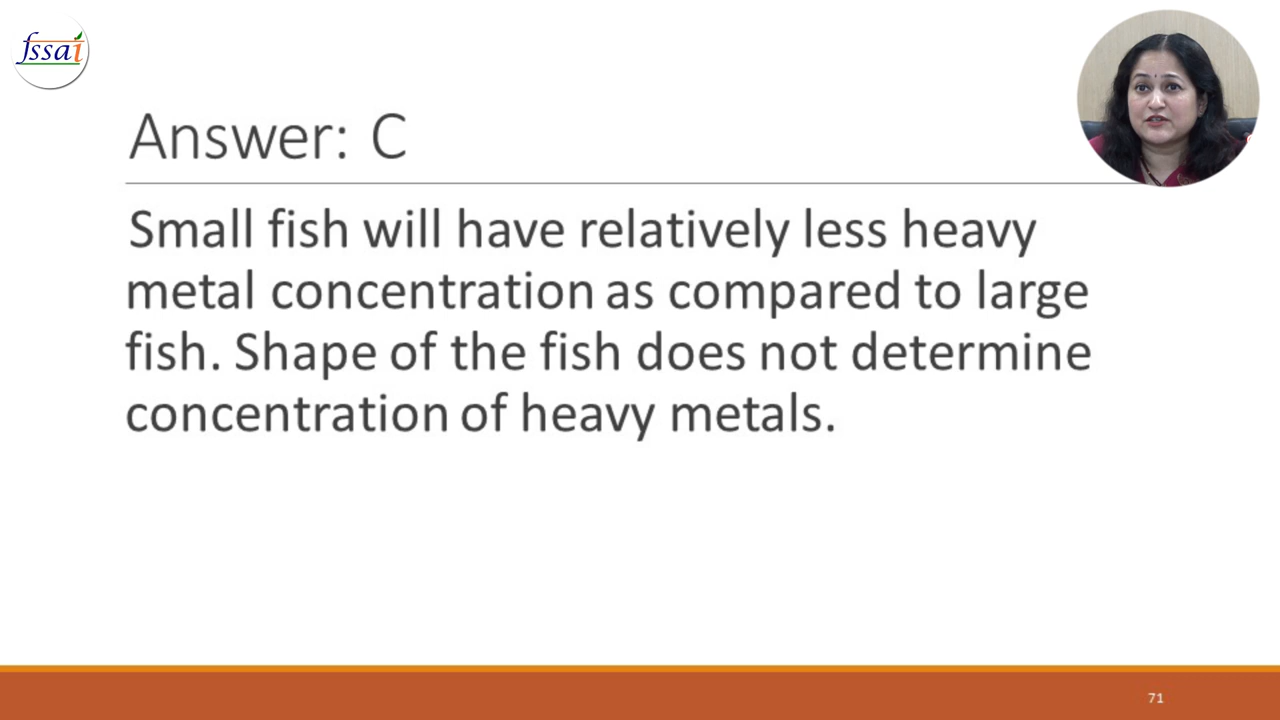 fssai
Answer: C
Small fish will have relatively less heavy
metal concentration as compared to large
fish. Shape of the fish does not determine
concentration of heavy metals.
71